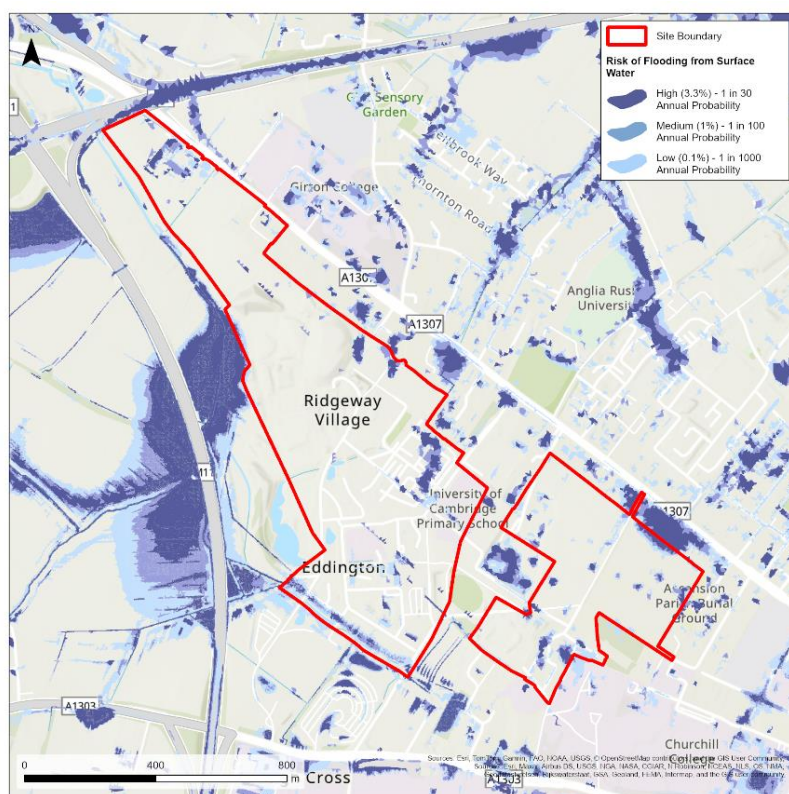 N
Site Boundary
Risk of Flooding from Surface
Water
High (3.3%) - 1 in 30
Annual Probability
Medium (1%) - 1 in 100
Annual Probability
Low (0.1%) - 1 in 1000
Annual Probability
Sensory
Garden
Girton College
Thornton Road
A1307
Anglia Rus
Universit
Ridgeway
Village
University of
Cambridge
Primary School
1307
Ascension
Parish Burial
Ground
Eddington
A1303
Churchill
College
0 400 800
m
Cross
A1303